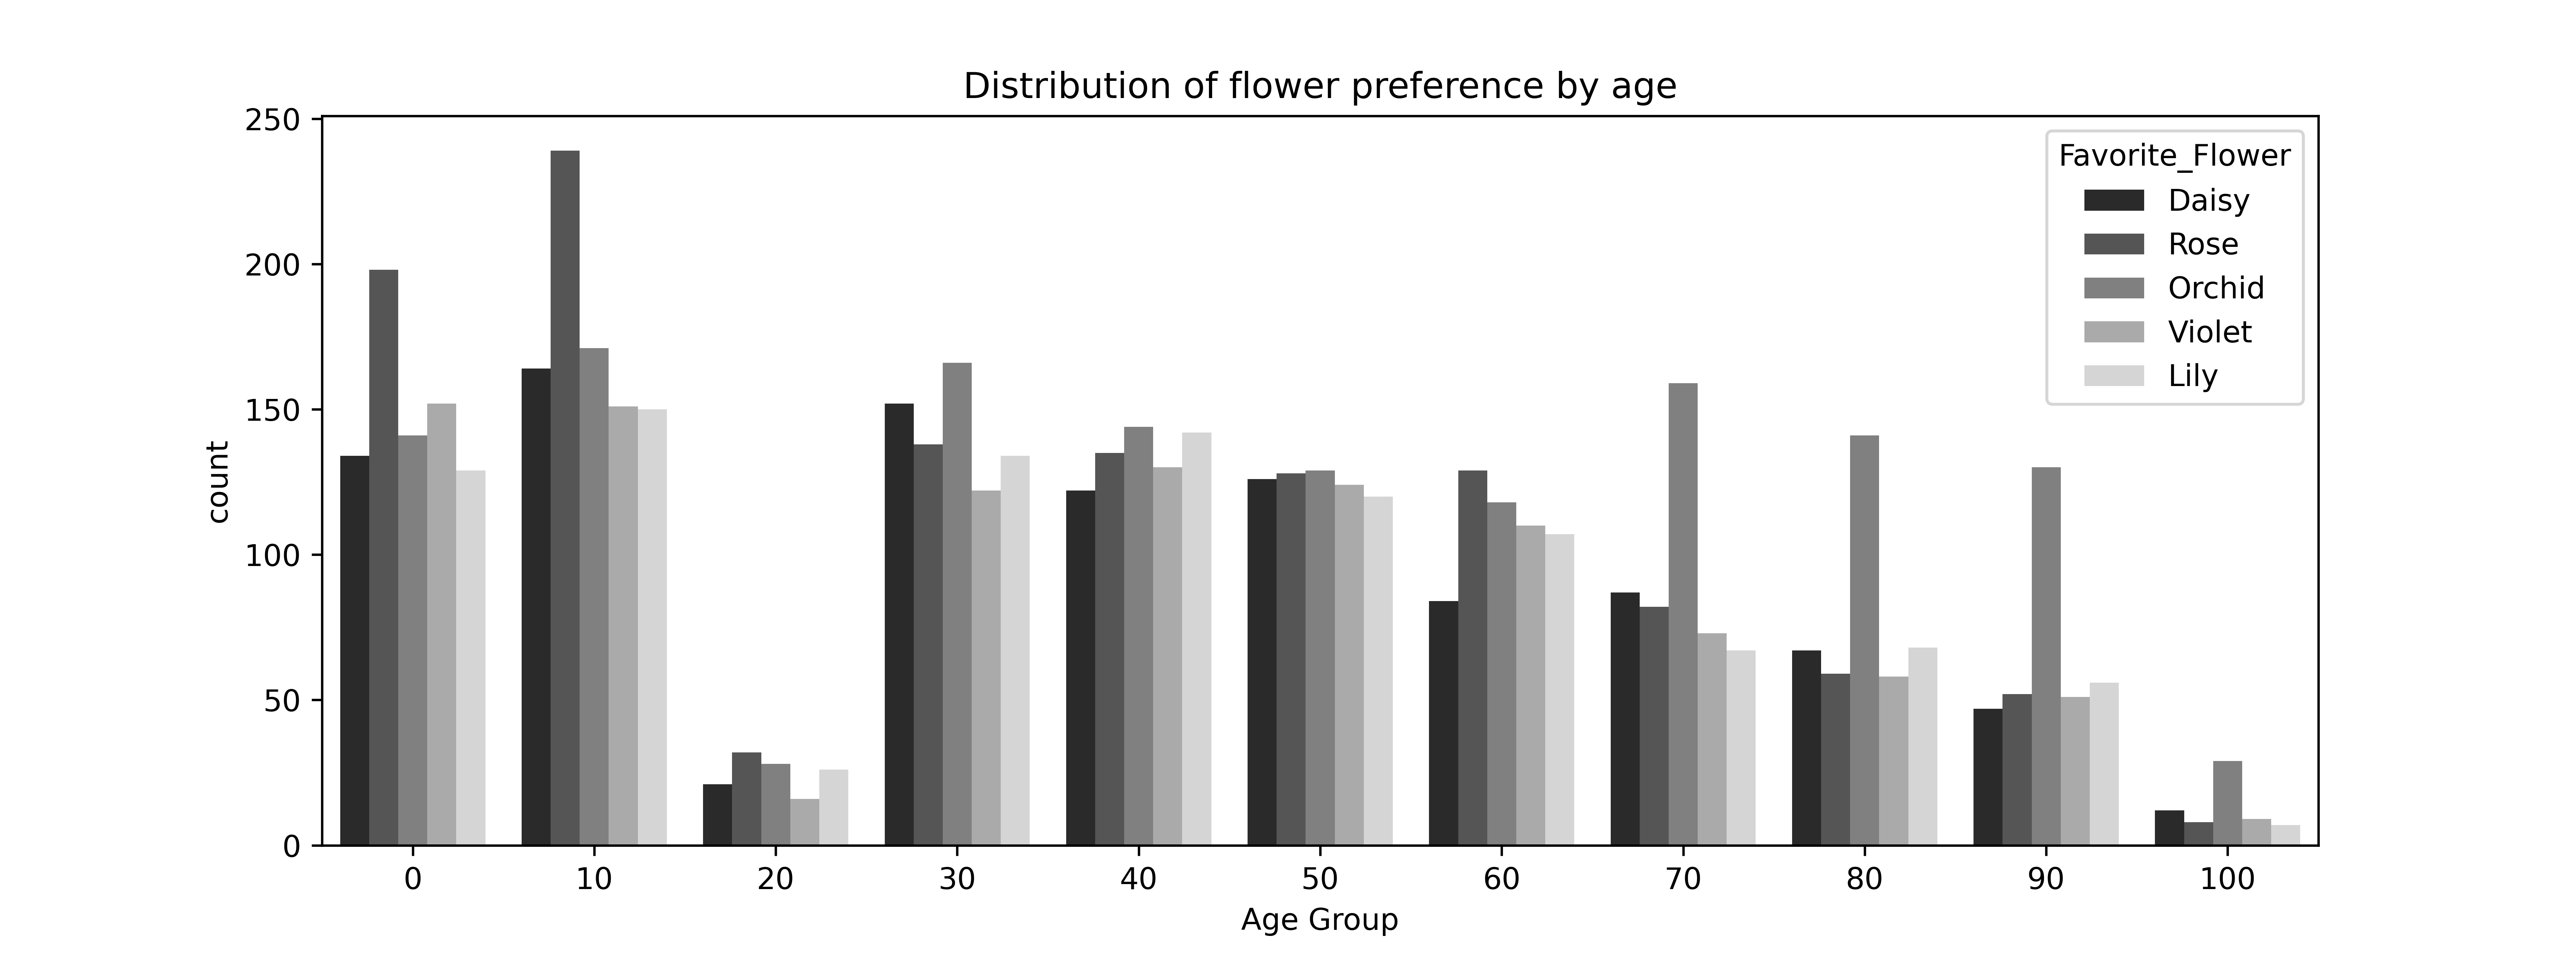 Distribution of flower preference by age
250
200
150
100
50
0
count
Favorite_Flower
Daisy
Rose
Orchid
Violet
Lily
0 10 20 30 40 50 60 70 80 90 100
Age Group